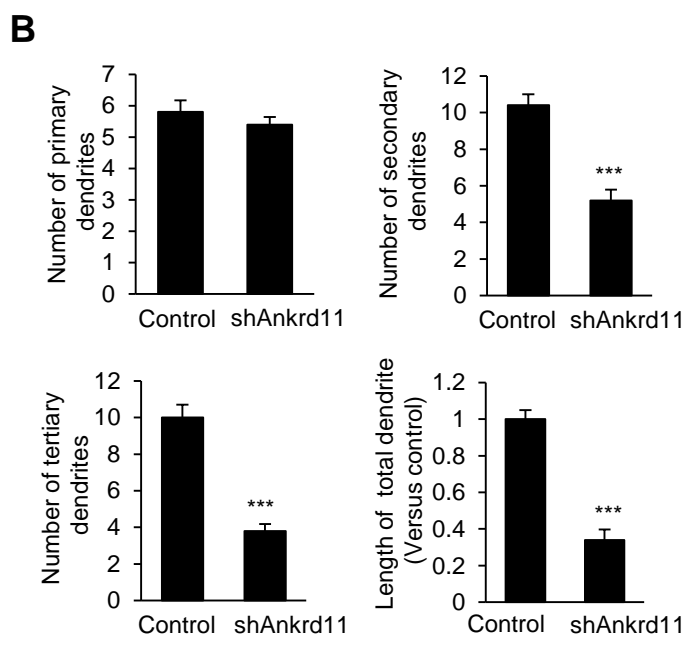 B
Number of primary
dendrites
7
6
5
4
3
2
1
0
Control shAnkrd11
Number of secondary
dendrites
12
10
8
6
4
2
0
***
Control shAnkrd11
Number of tertiary
dendrites
12
10
8
6
4
2
0
***
Control shAnkrd11
Length of total dendrite
(Versus control)
1.2
1
0.8
0.6
0.4
0.2
0
***
Control shAnkrd11